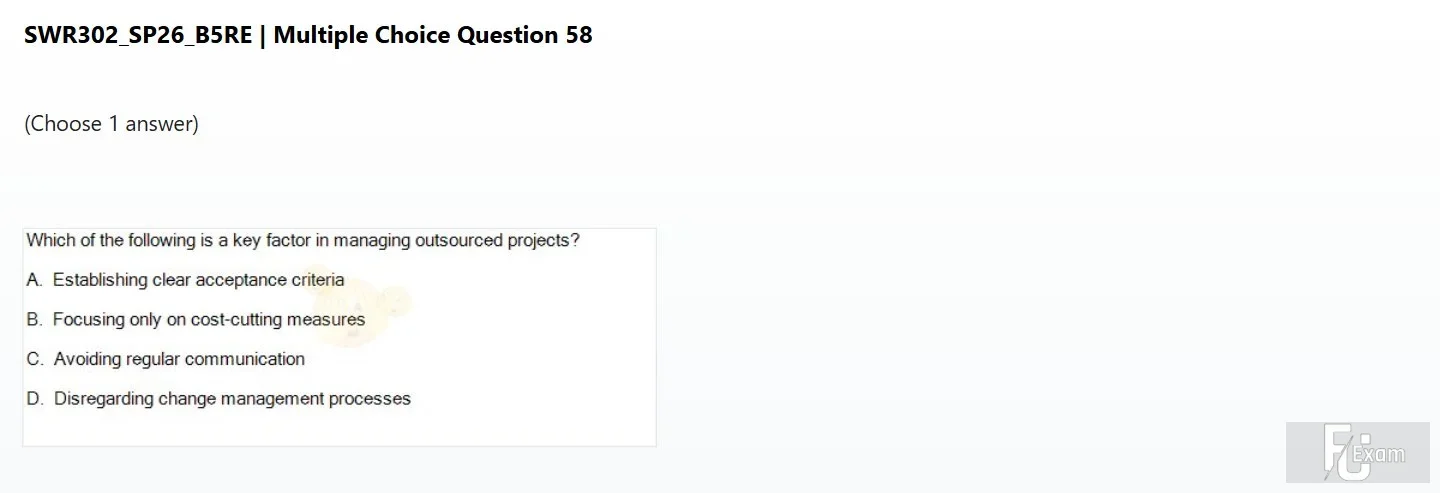 SWR302_SP26_B5RE | Multiple Choice Question 58
(Choose 1 answer)
Which of the following is a key factor in managing outsourced projects?
A. Establishing clear acceptance criteria
B. Focusing only on cost-cutting measures
C. Avoiding regular communication
D. Disregarding change management processes
FU Exam